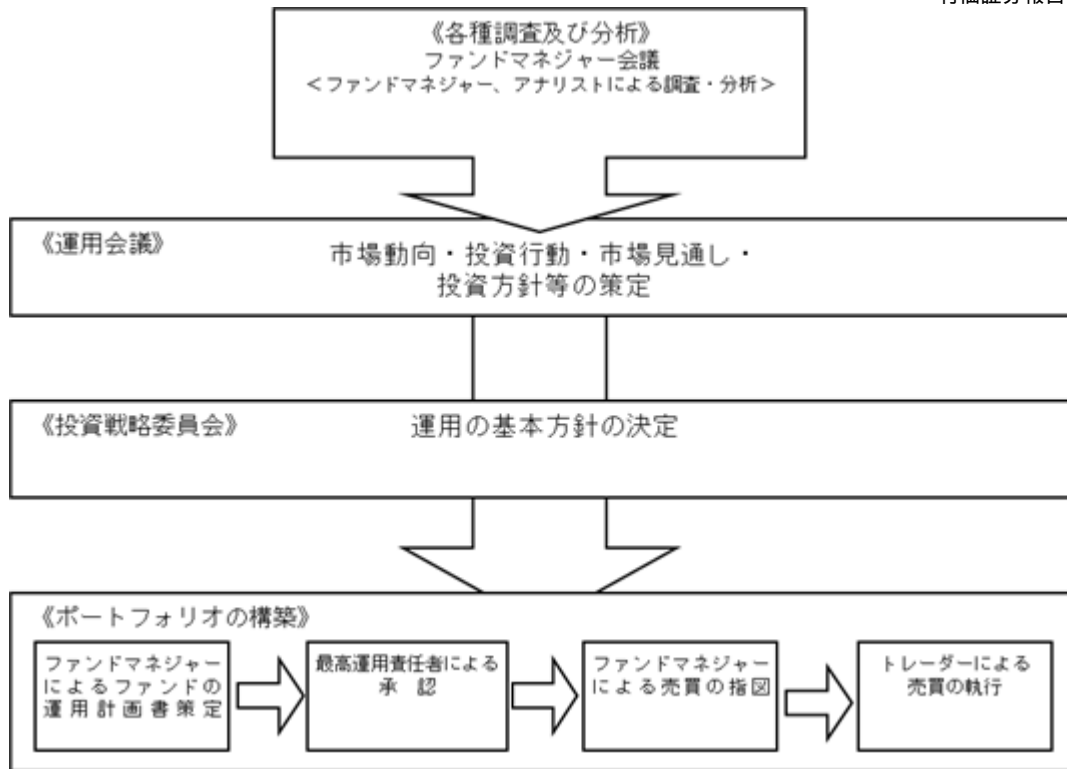 《各種調査及び分析》
ファンドマネジャー会議
＜ファンドマネジャー、アナリストによる調査・分析＞
《運用会議》
市場動向・投資行動・市場見通し・
投資方針等の策定
《投資戦略委員会》
運用の基本方針の決定
《ポートフォリオの構築》
ファンドマネジャー
によるファンドの
運用計画書策定
最高運用責任者による
承 認
ファンドマネジャー
による売買の指図
トレーダーによる
売買の執行